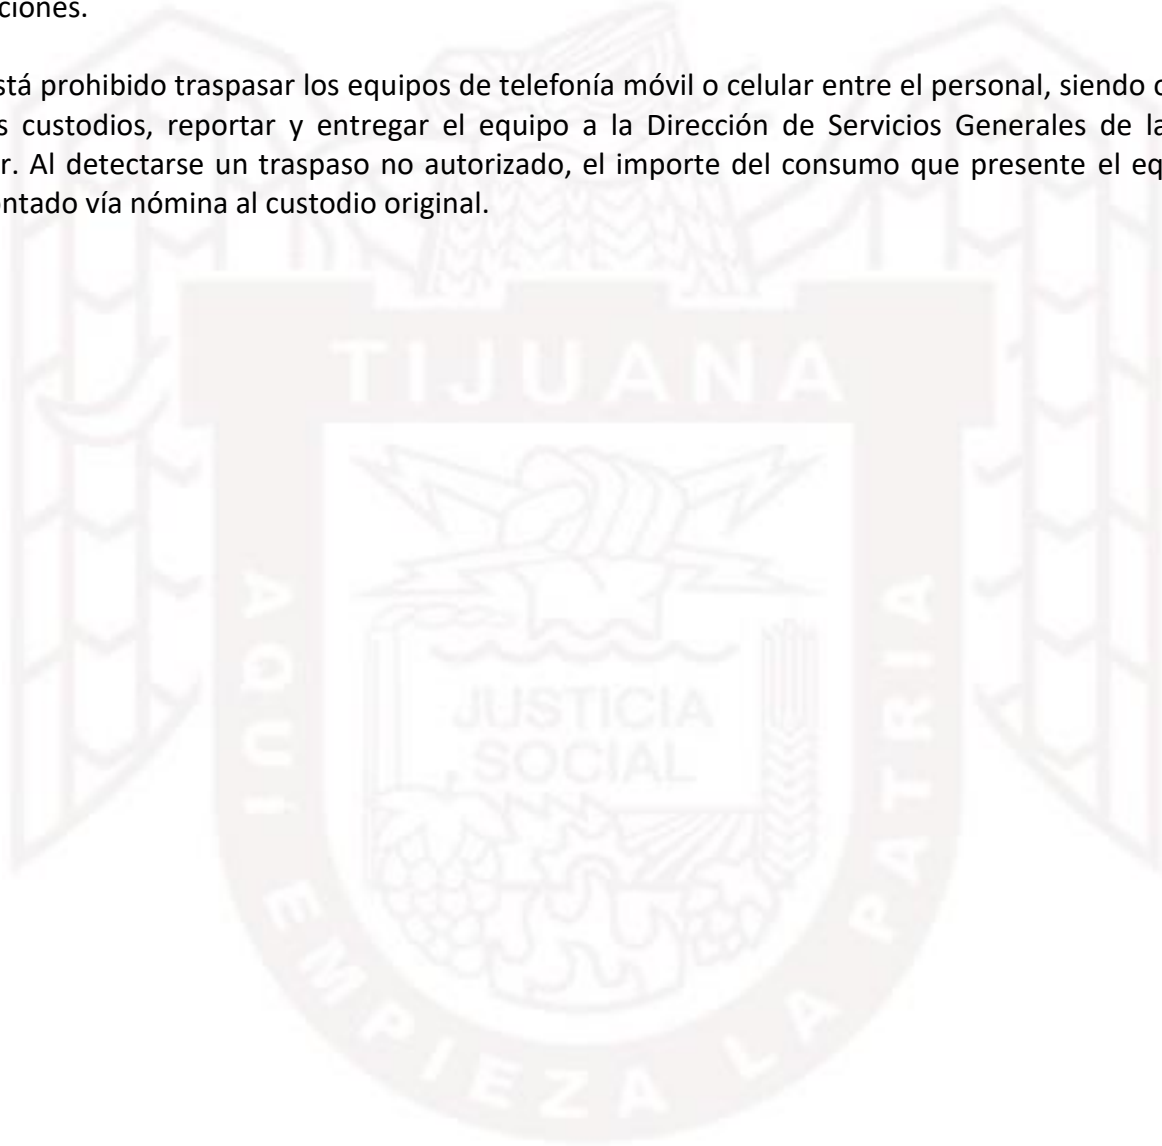 ciones.
stá prohibido traspasar los equipos de telefonía móvil o celular entre el personal, siendo
s custodios, reportar y entregar el equipo a la Dirección de Servicios Generales de la
r. Al detectarse un traspaso no autorizado, el importe del consumo que presente el eq
ontado vía nómina al custodio original.
TIJUANA
JUSTICIA
SOCIAL
AQUI EMPIEZA LA PATRIA